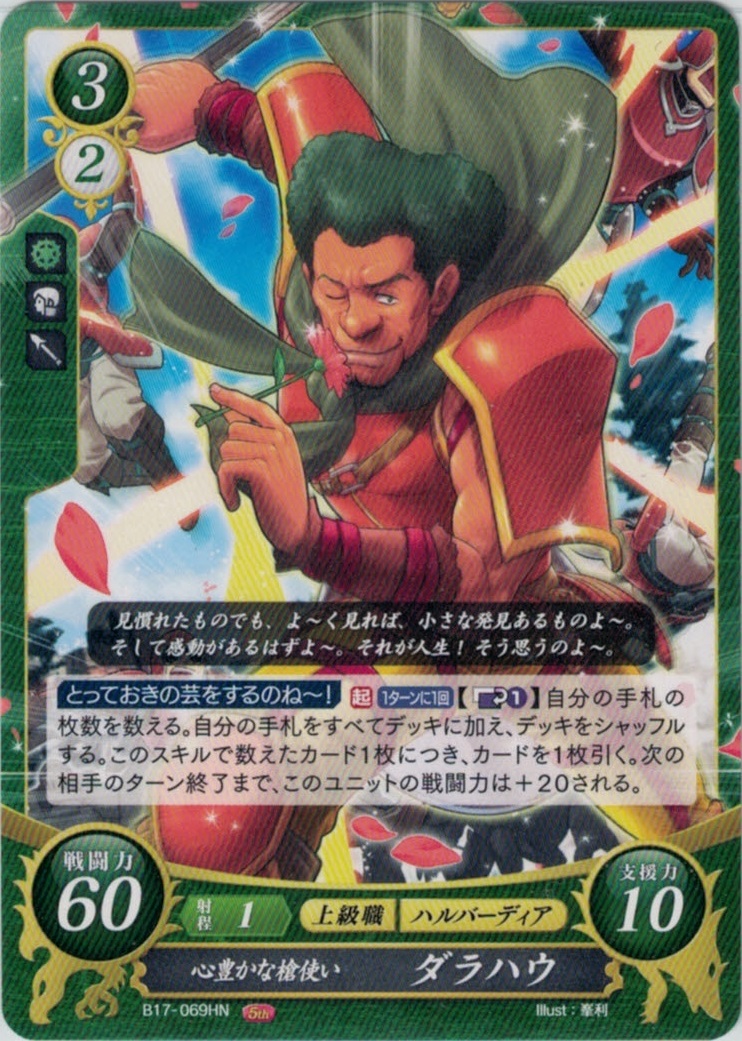 3
2
見慣れたものでも、よ～く見れば、小さな発見あるものよ～。
そして感動があるはずよ～。それが人生！そう思うのよ～。
とっておきの芸をするのね～！ 起 1ターンに1回【 1 】自分の手札の
枚数を数える。自分の手札をすべてデッキに加え、デッキをシャッフル
する。このスキルで数えたカード1枚につき、カードを1枚引く。次の
相手のターン終了まで、このユニットの戦闘力は＋20される。
戦闘力
60
射程 1 上級職 ハルバーディア
支援力
10
心豊かな槍使い ダラハウ
B17-069HN 5th Illust：峯利